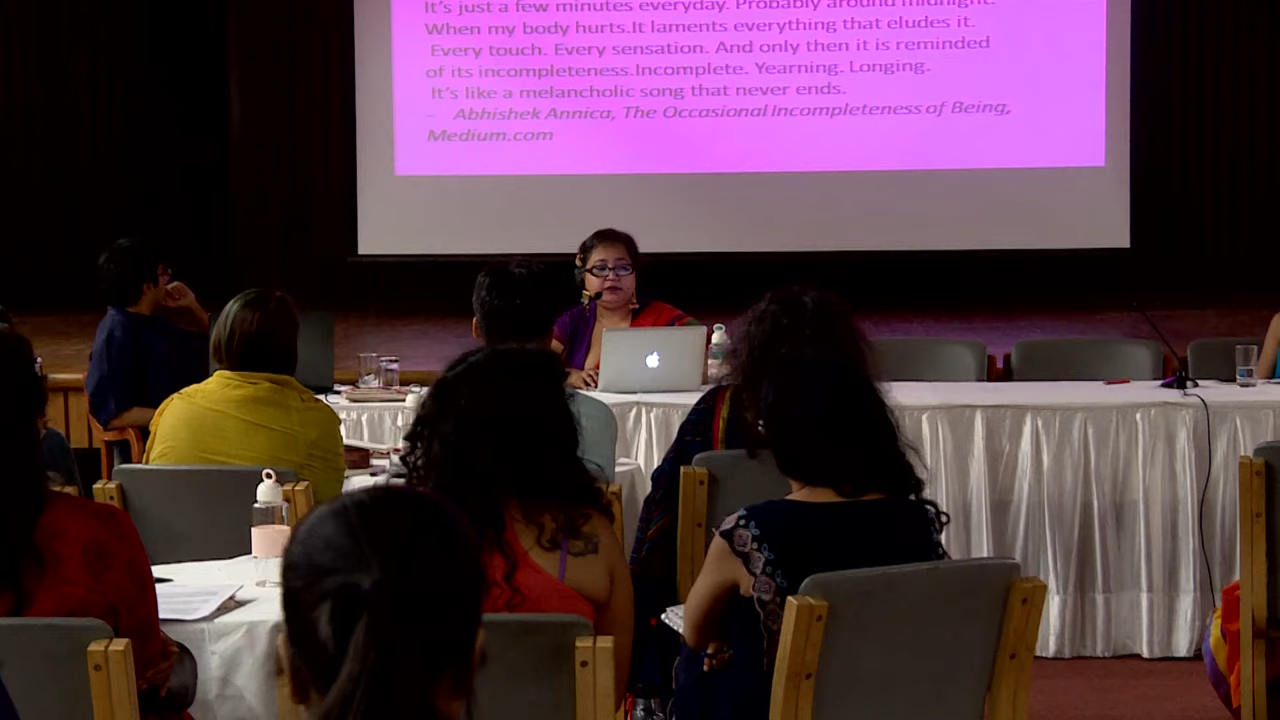 It's just a few minutes everyday. Probably around midnight.
When my body hurts.It laments everything that eludes it.
Every touch. Every sensation. And only then it is reminded
of its incompleteness.Incomplete. Yearning. Longing.
It's like a melancholic song that never ends.
- Abhishek Annica, The Occasional Incompleteness of Being,
Medium.com